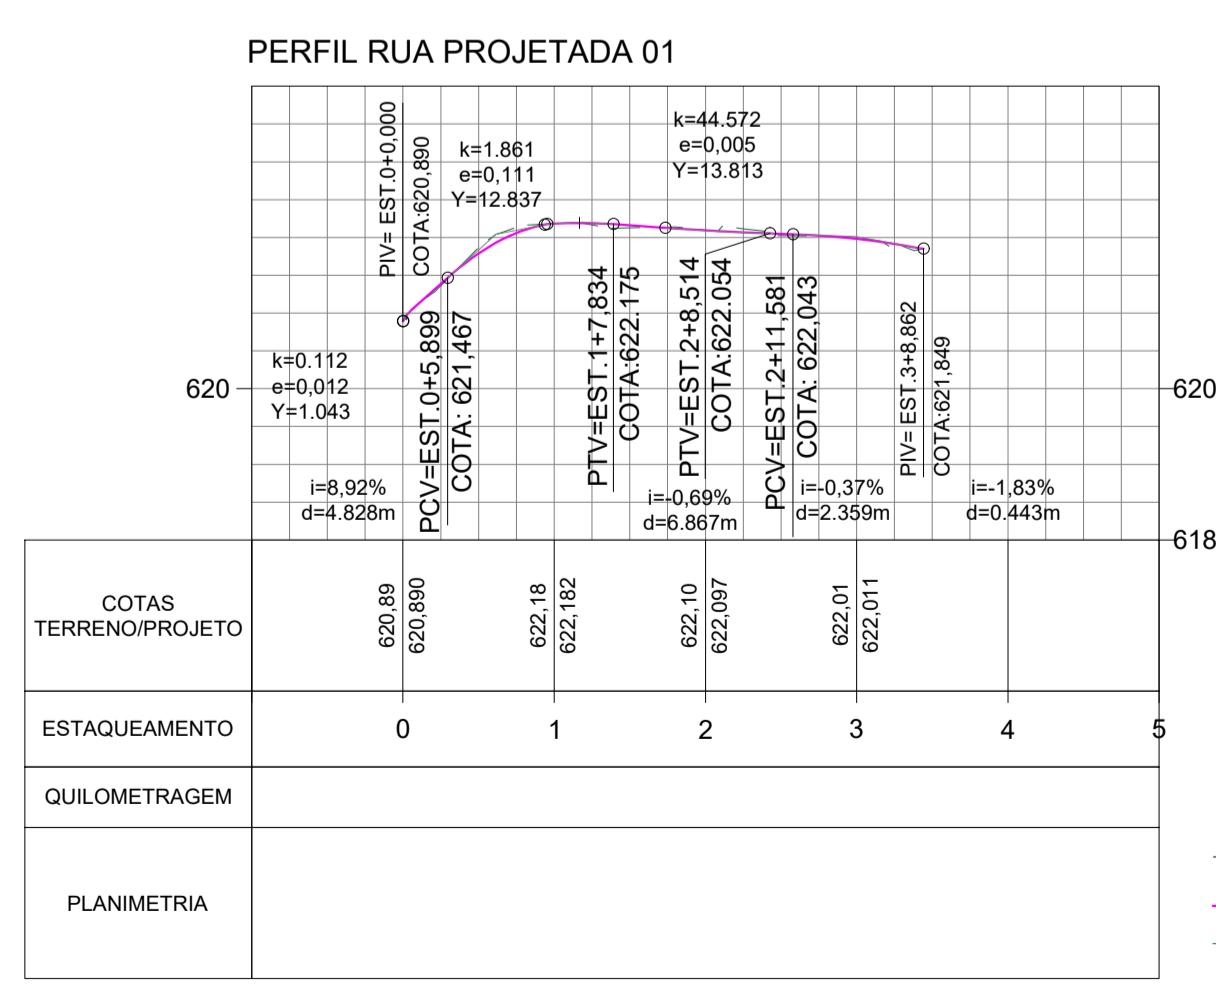 PERFIL RUA PROJETADA 01
PIV= EST.0+0,000
COTA:620,890
k=1.861
e=0,111
Y=12.837
k=44.572
e=0,005
Y=13.813
k=0.112
e=0,012
Y=1.043
620
620
PCV=EST.0+5,899
COTA: 621,467
PTV=EST.1+7,834
COTA:622.175
PTV=EST.2+8,514
COTA:622.054
PCV=EST.2+11,581
COTA: 622,043
PIV= EST.3+8,862
COTA:621,849
i=8,92%
d=4.828m
i=-0,69%
d=6.867m
i=-0,37%
d=2.359m
i=-1,83%
d=0.443m
618
COTAS
TERRENO/PROJETO
620,89
620,890
622,18
622,182
622,10
622,097
622,01
622,011
ESTAQUEAMENTO
0 1 2 3 4 5
QUILOMETRAGEM
PLANIMETRIA